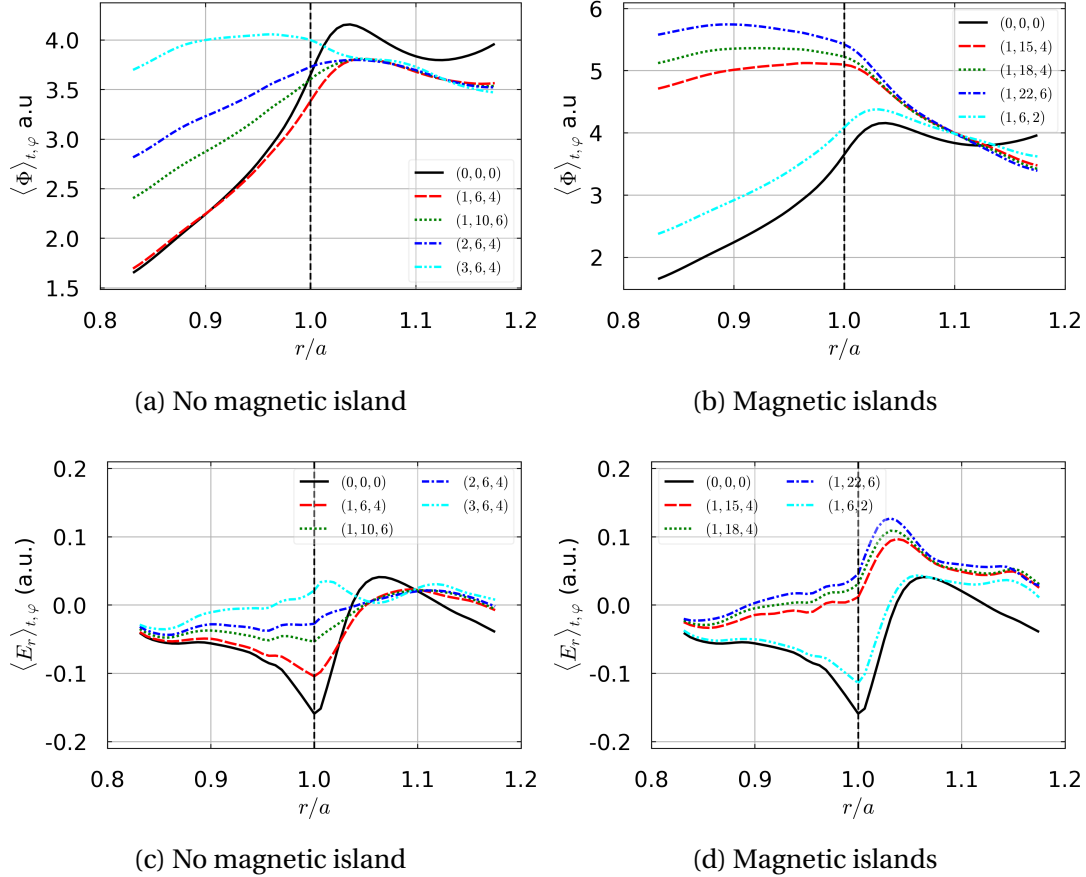 ⟨Φ⟩t,φ a.u
4.0
3.5
3.0
2.5
2.0
1.5
(0, 0, 0)
(1, 6, 4)
(1, 10, 6)
(2, 6, 4)
(3, 6, 4)
0.8 0.9 1.0 1.1 1.2
r/a
(a) No magnetic island
⟨Φ⟩t,φ a.u
6
5
4
3
2
(0, 0, 0)
(1, 15, 4)
(1, 18, 4)
(1, 22, 6)
(1, 6, 2)
0.8 0.9 1.0 1.1 1.2
r/a
(b) Magnetic islands
⟨Er⟩t,φ (a.u.)
0.2
0.1
0.0
-0.1
-0.2
(0, 0, 0) (2, 6, 4)
(1, 6, 4) (3, 6, 4)
(1, 10, 6)
0.8 0.9 1.0 1.1 1.2
r/a
(c) No magnetic island
⟨Er⟩t,φ (a.u.)
0.2
0.1
0.0
-0.1
-0.2
(0, 0, 0) (1, 22, 6)
(1, 15, 4) (1, 6, 2)
(1, 18, 4)
0.8 0.9 1.0 1.1 1.2
r/a
(d) Magnetic islands